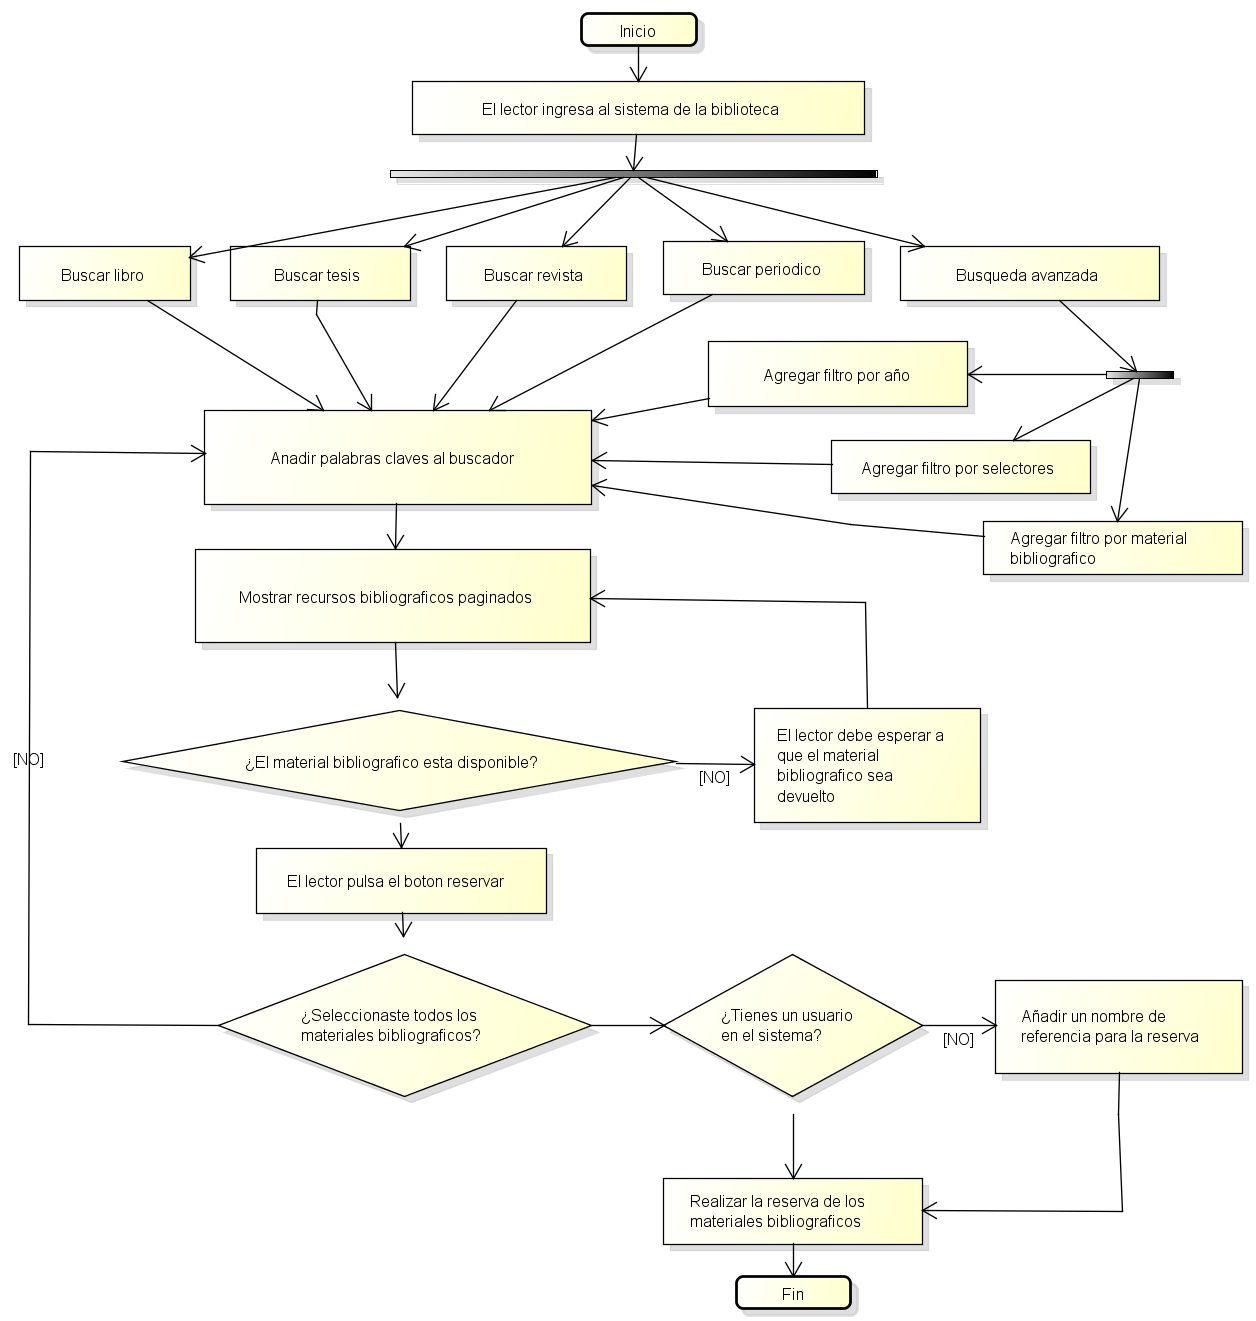 Inicio
El lector ingresa al sistema de la biblioteca
Buscar libro
Buscar tesis
Buscar revista
Buscar periodico
Busqueda avanzada
Agregar filtro por año
Anadir palabras claves al buscador
Agregar filtro por selectores
Agregar filtro por material
bibliografico
Mostrar recursos bibliograficos paginados
El lector debe esperar a
que el material
bibliografico sea
devuelto
[NO]
¿El material bibliografico esta disponible?
[NO]
El lector pulsa el boton reservar
¿Seleccionaste todos los
materiales bibliograficos?
¿Tienes un usuario
en el sistema?
[NO]
Añadir un nombre de
referencia para la reserva
Realizar la reserva de los
materiales bibliograficos
Fin